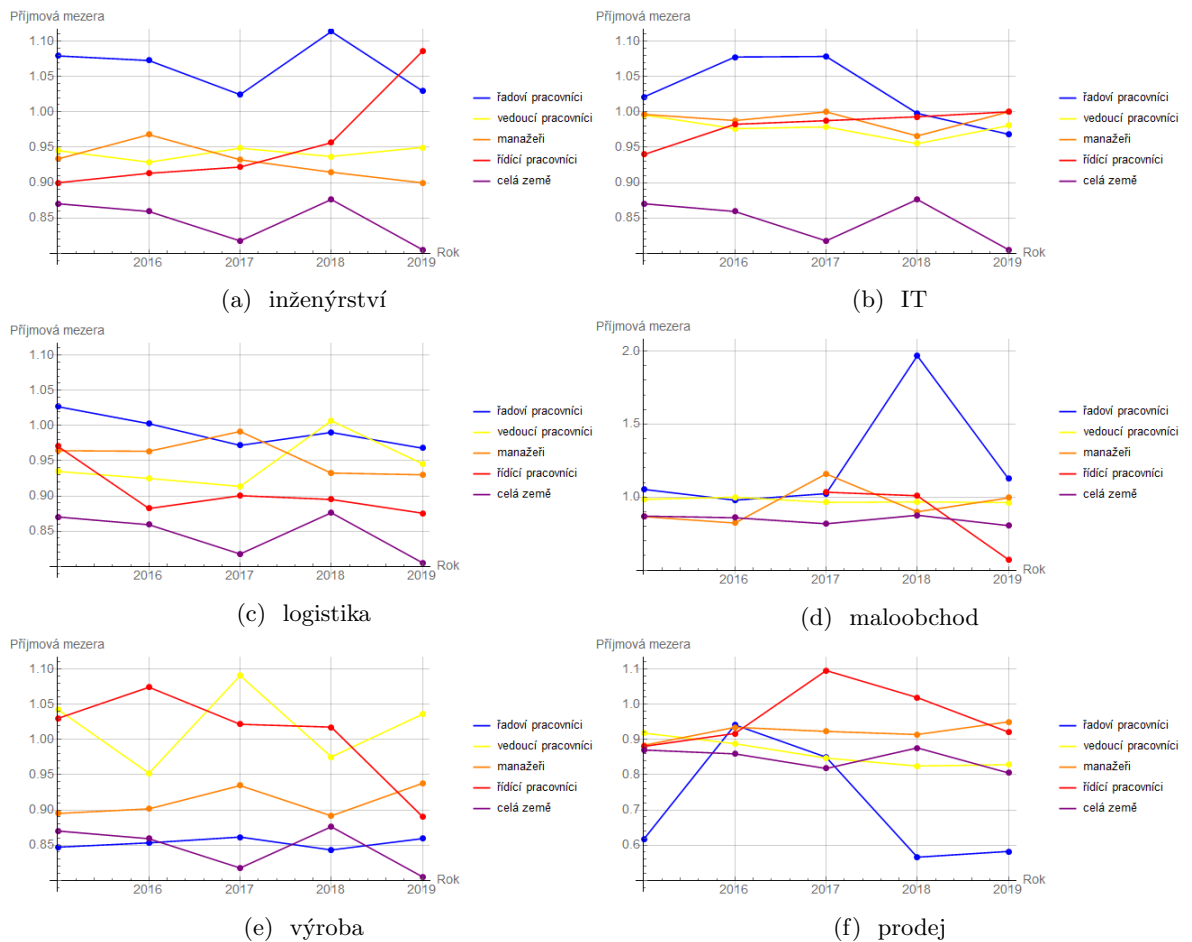 Příjmová mezera
1.10
1.05
1.00
0.95
0.90
0.85
2016 2017 2018 2019
Rok
řadoví pracovníci
vedoucí pracovníci
manažeři
řídící pracovníci
celá země
(a) inženýrství
Příjmová mezera
1.10
1.05
1.00
0.95
0.90
0.85
2016 2017 2018 2019
Rok
řadoví pracovníci
vedoucí pracovníci
manažeři
řídící pracovníci
celá země
(b) IT
Příjmová mezera
1.10
1.05
1.00
0.95
0.90
0.85
2016 2017 2018 2019
Rok
řadoví pracovníci
vedoucí pracovníci
manažeři
řídící pracovníci
celá země
(c) logistika
Příjmová mezera
2.0
1.5
1.0
2016 2017 2018 2019
Rok
řadoví pracovníci
vedoucí pracovníci
manažeři
řídící pracovníci
celá země
(d) maloobchod
Příjmová mezera
1.10
1.05
1.00
0.95
0.90
0.85
2016 2017 2018 2019
Rok
řadoví pracovníci
vedoucí pracovníci
manažeři
řídící pracovníci
celá země
(e) výroba
Příjmová mezera
1.1
1.0
0.9
0.8
0.7
0.6
2016 2017 2018 2019
Rok
řadoví pracovníci
vedoucí pracovníci
manažeři
řídící pracovníci
celá země
(f) prodej